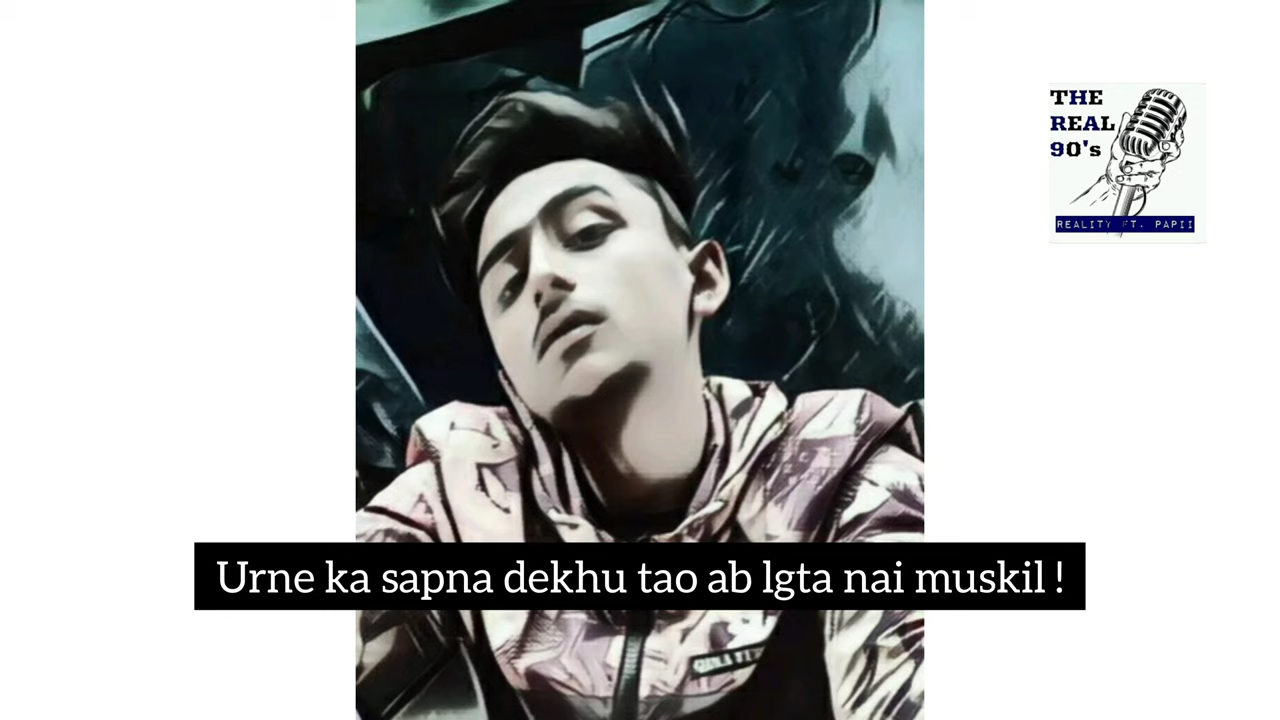 THE
REAL
90's
REALITY FT. PAPII
Urne ka sapna dekhu tao ab lgta nai muskil !